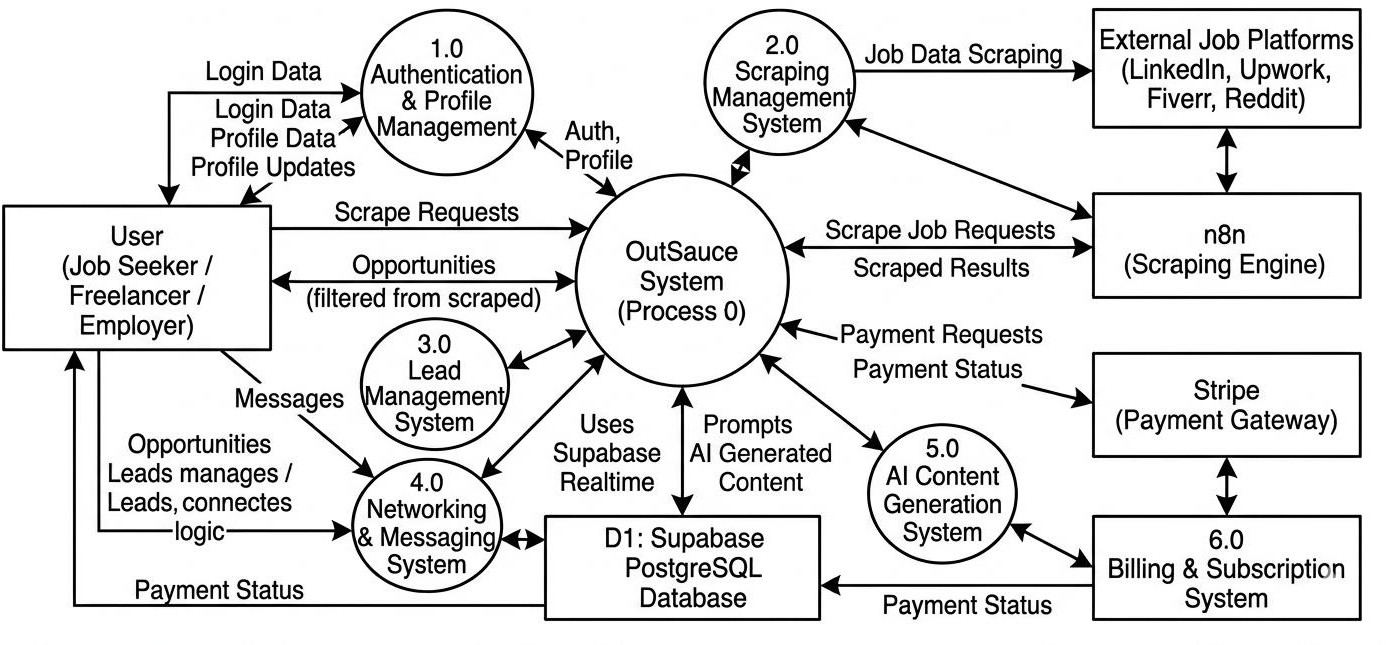 1.0
Authentication
& Profile
Management
2.0
Scraping
Management
System
Job Data Scraping
External Job Platforms
(LinkedIn, Upwork,
Fiverr, Reddit)
Login Data
Login Data
Profile Data
Profile Updates
Auth,
Profile
User
(Job Seeker /
Freelancer /
Employer)
Scrape Requests
Opportunities
(filtered from scraped)
OutSauce
System
(Process 0)
Scrape Job Requests
Scraped Results
n8n
(Scraping Engine)
3.0
Lead
Management
System
Payment Requests
Payment Status
Stripe
(Payment Gateway)
Messages
Opportunities
Leads manages /
Leads, connectes
logic
4.0
Networking
& Messaging
System
Uses
Supabase
Realtime
Prompts
AI Generated
Content
5.0
AI Content
Generation
System
D1: Supabase
PostgreSQL
Database
6.0
Billing & Subscription
System
Payment Status
Payment Status